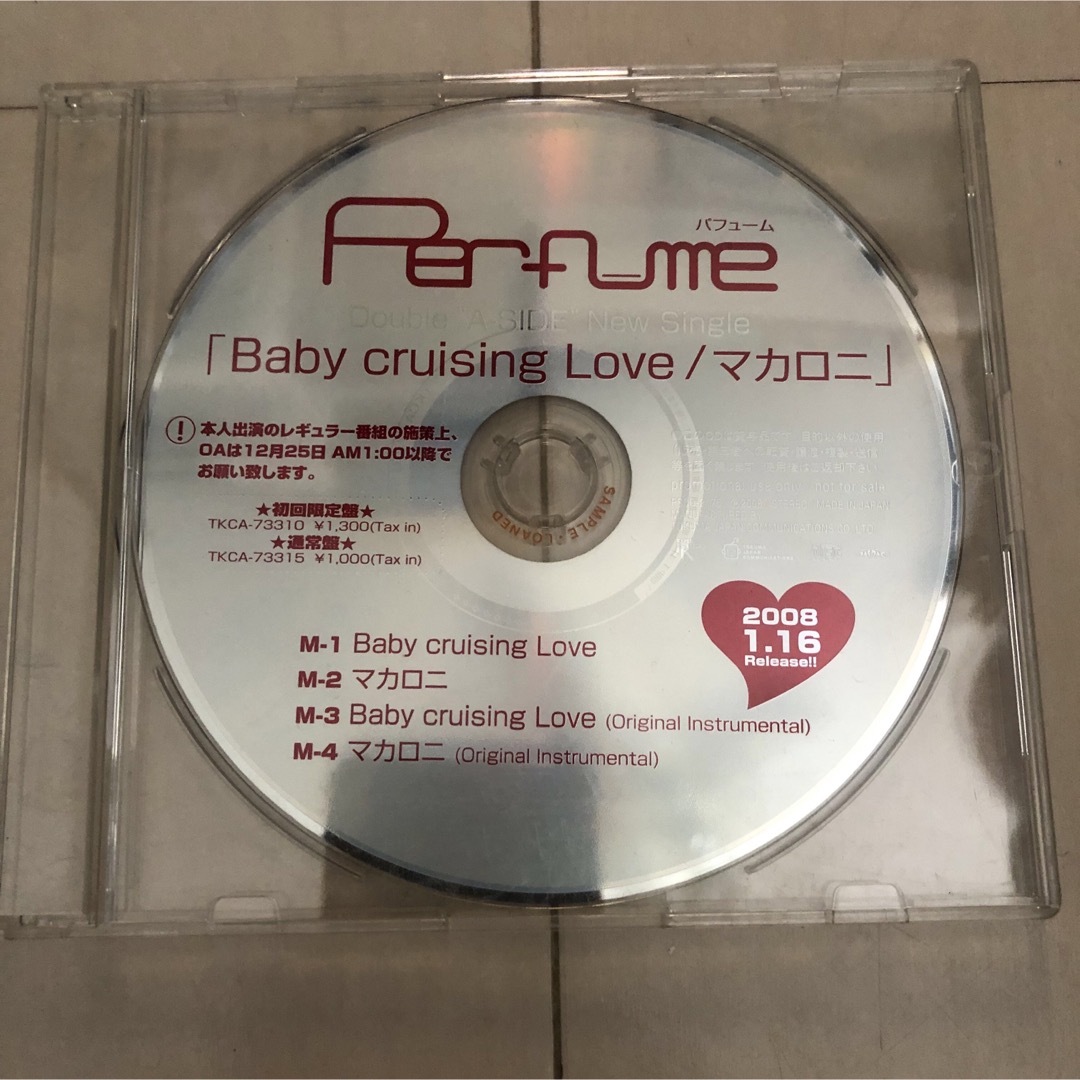 パフューム
Perfume
Double "A-SIDE" New Single
「Baby cruising Love / マカロニ」
! 本人出演のレギュラー番組の施策上、
OAは12月25日 AM1:00以降で
お願い致します。
★初回限定盤★
TKCA-73310 ¥1,300(Tax in)
★通常盤★
TKCA-73315 ¥1,000(Tax in)
not for sale
SAMPLE LOANED
2008
1.16
Release!!
M-1 Baby cruising Love
M-2 マカロニ
M-3 Baby cruising Love (Original Instrumental)
M-4 マカロニ (Original Instrumental)